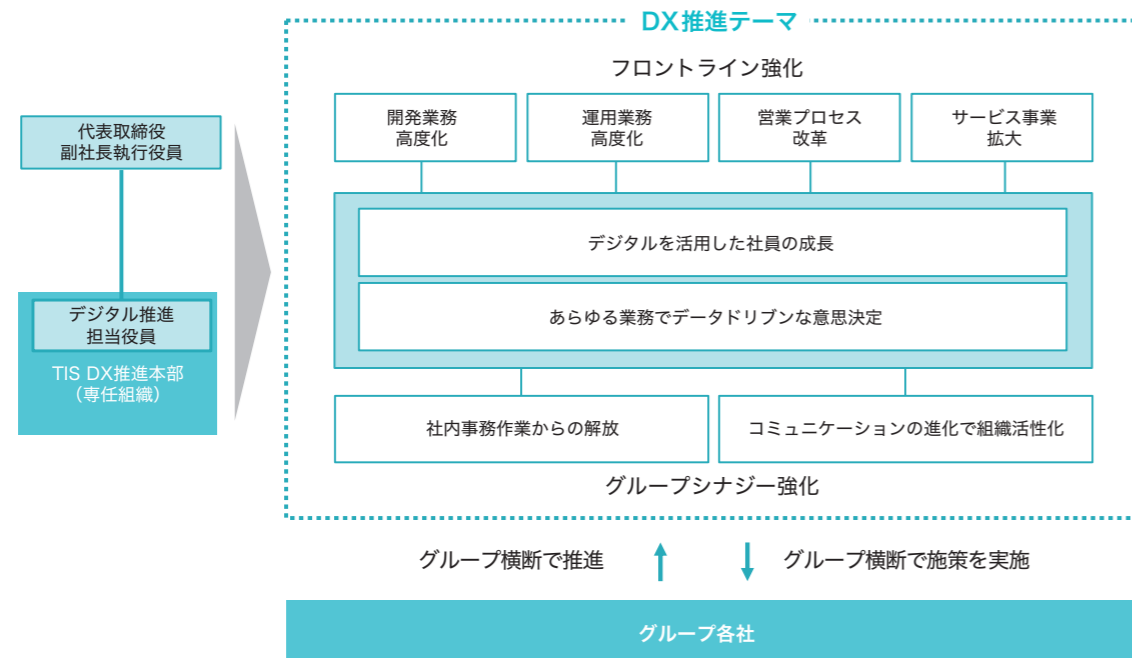 DX推進テーマ
フロントライン強化
開発業務
高度化
運用業務
高度化
営業プロセス
改革
サービス事業
拡大
代表取締役
副社長執行役員
デジタルを活用した社員の成長
あらゆる業務でデータドリブンな意思決定
デジタル推進
担当役員
TIS DX推進本部
（専任組織）
社内事務作業からの解放
コミュニケーションの進化で組織活性化
グループシナジー強化
グループ横断で推進
グループ横断で施策を実施
グループ各社